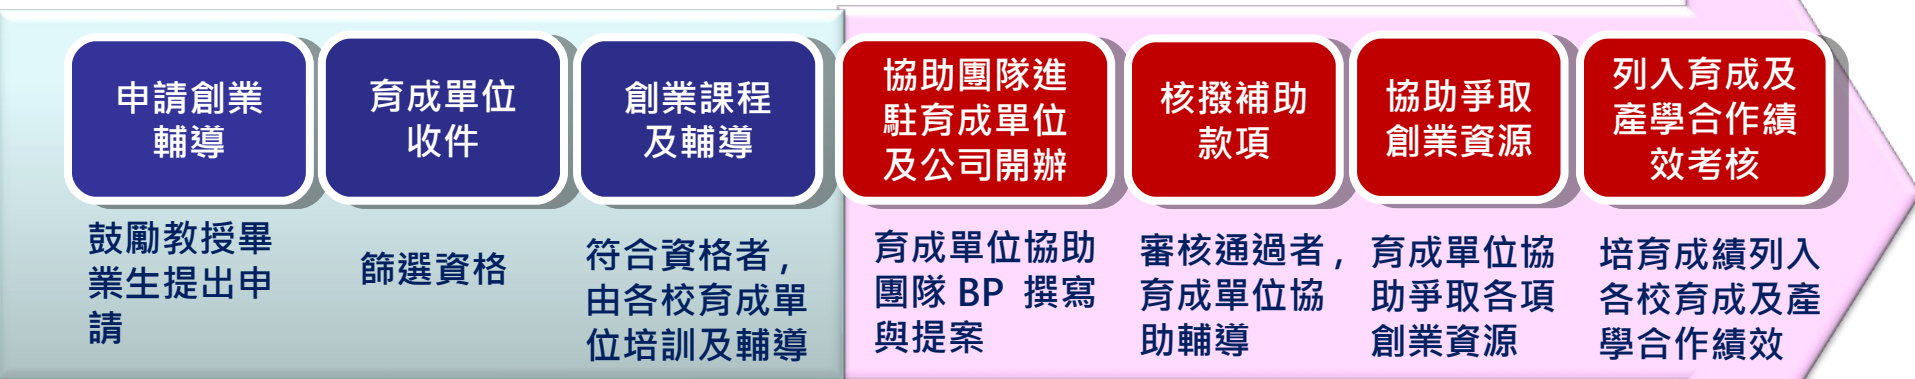 申請創業
輔導
育成單位
收件
創業課程
及輔導
協助團隊進
駐育成單位
及公司開辦
核撥補助
款項
協助爭取
創業資源
列入育成及
產學合作績
效考核
鼓勵教授畢
業生提出申
請
篩選資格
符合資格者,
由各校育成單
位培訓及輔導
育成單位協助
團隊 BP 撰寫
與提案
審核通過者,
育成單位協
助輔導
育成單位協
助爭取各項
創業資源
培育成績列入
各校育成及產
學合作績效